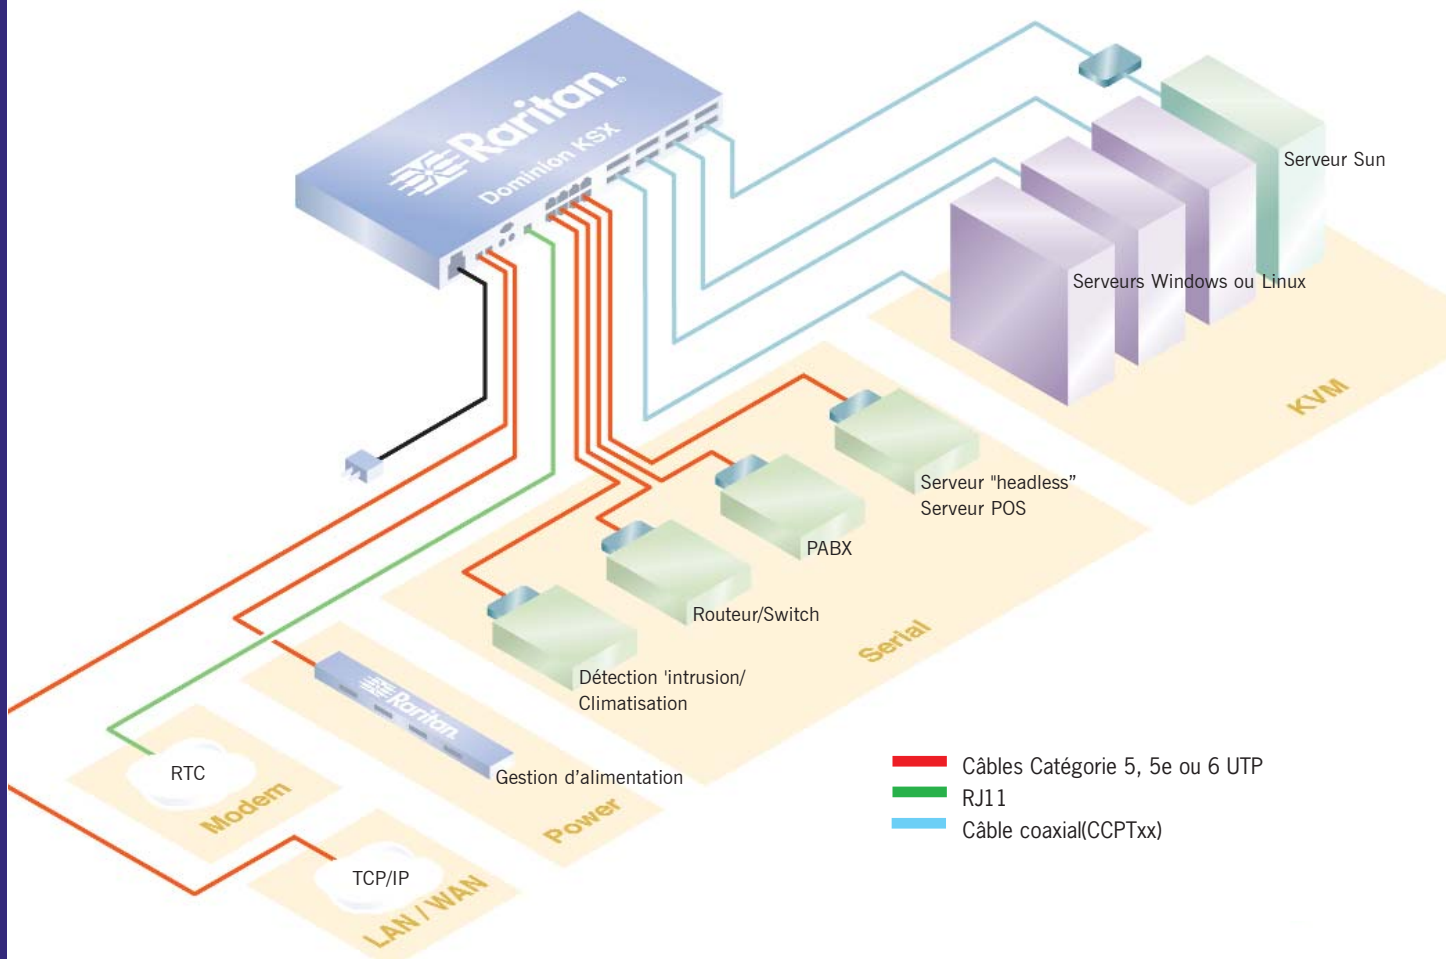 Raritan®
Dominion KSX
Serveur Sun
Serveurs Windows ou Linux
KVM
Serveur "headless”
Serveur POS
PABX
Routeur/Switch
Serial
Détection 'intrusion/
Climatisation
Raritan.
Gestion d’alimentation
Power
RTC
Modem
TCP/IP
LAN / WAN
Câbles Catégorie 5, 5e ou 6 UTP
RJ11
Câble coaxial(CCPTxx)